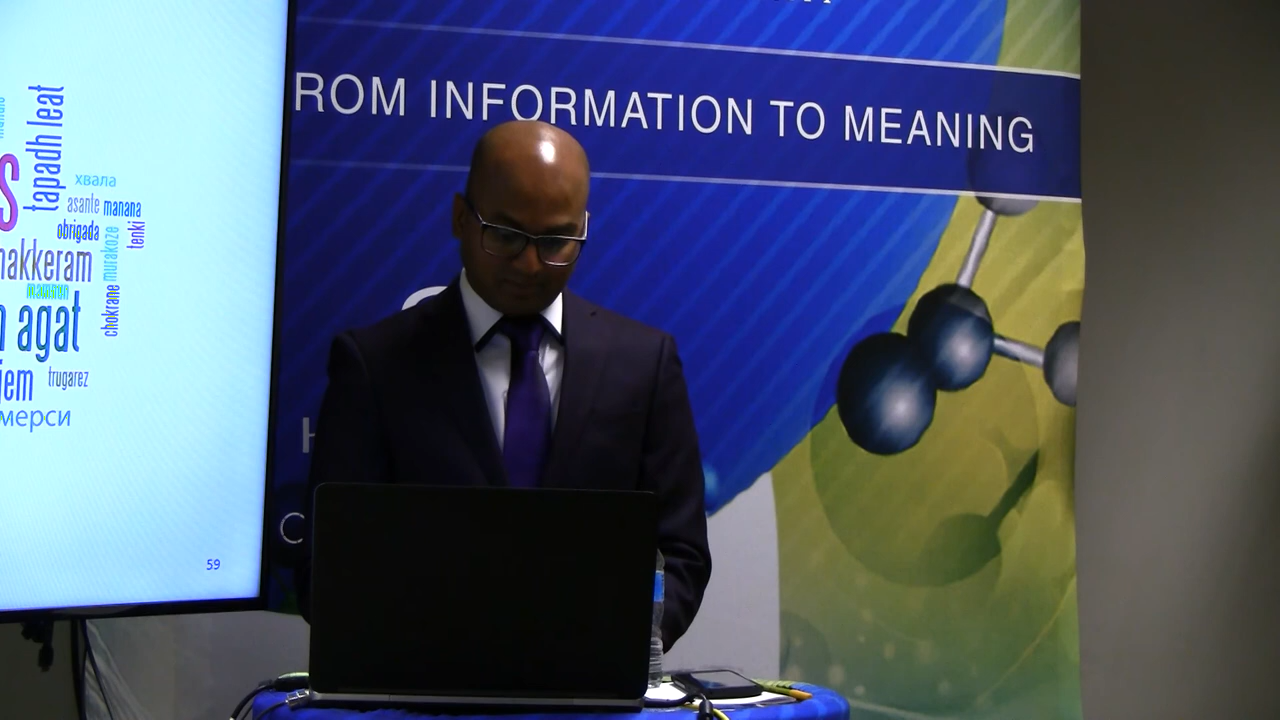 ROM INFORMATION TO MEANING
tapadh leat
s
хвала
asante
manana
obrigada
tenki
murakoze
nakkeram
mamnun
chokrane
agat
jem
trugarez
мерси
59
H
C